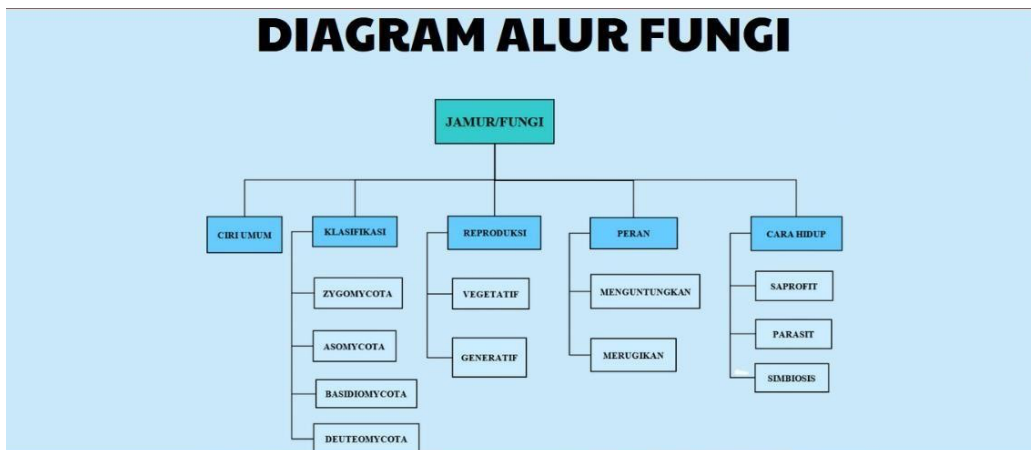 DIAGRAM ALUR FUNGI
JAMUR/FUNGI
CIRI UMUM
KLASIFIKASI
ZYGOMYCOTA
ASOMYCOTA
BASIDIOMYCOTA
DEUTEOMYCOTA
REPRODUKSI
VEGETATIF
GENERATIF
PERAN
MENGUNTUNGKAN
MERUGIKAN
CARA HIDUP
SAPROFIT
PARASIT
SIMBIOSIS